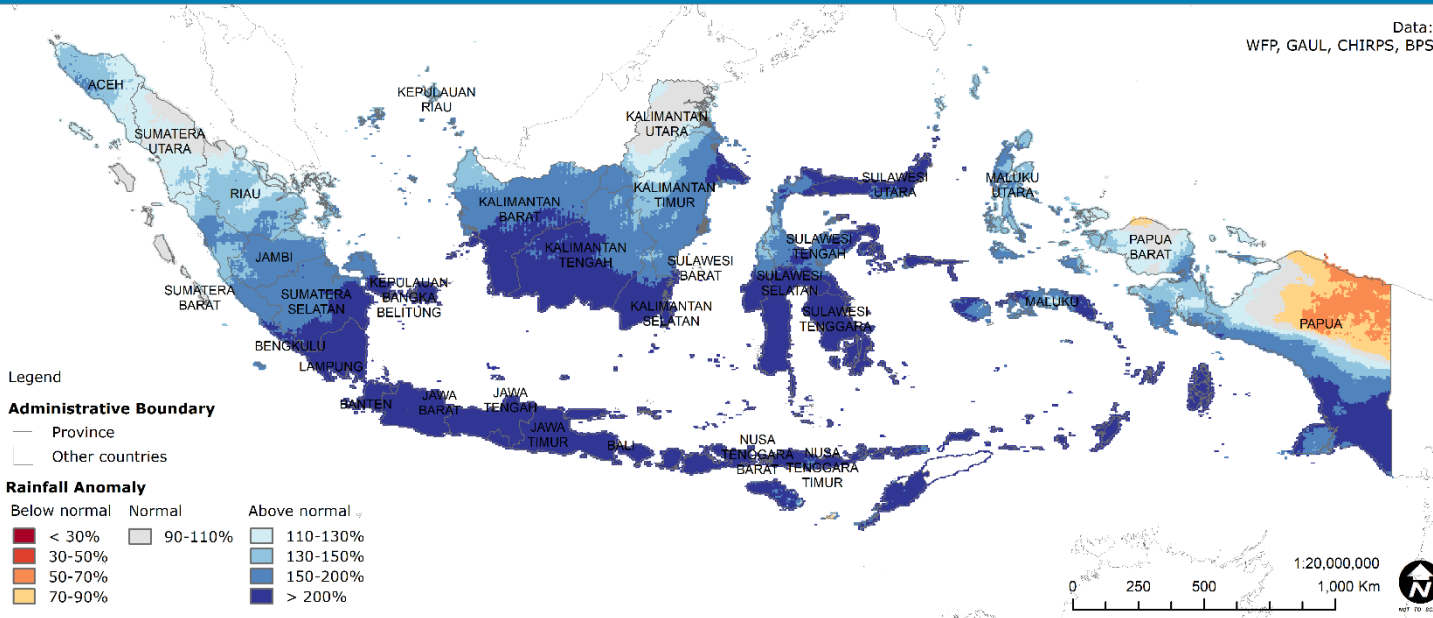 Data:
WFP, GAUL, CHIRPS, BPS
ACEH
SUMATERA
UTARA
RIAU
KEPULAUAN
RIAU
JAMBI
SUMATERA
BARAT
SUMATERA
SELATAN
KEPULAUAN
BANGKA
BELITUNG
BENGKULU
LAMPUNG
BANTEN
JAWA
BARAT
JAWA
TENGAH
JAWA
TIMUR
BALI
NUSA
TENGGARA
BARAT
NUSA
TENGGARA
TIMUR
KALIMANTAN
UTARA
KALIMANTAN
TIMUR
KALIMANTAN
BARAT
KALIMANTAN
TENGAH
KALIMANTAN
SELATAN
SULAWESI
UTARA
SULAWESI
TENGAH
SULAWESI
BARAT
SULAWESI
SELATAN
SULAWESI
TENGGARA
MALUKU
UTARA
MALUKU
PAPUA
BARAT
PAPUA
Legend
Administrative Boundary
Province
Other countries
Rainfall Anomaly
Below normal Normal Above normal
< 30% 90-110% 110-130%
30-50% 130-150%
50-70% 150-200%
70-90% > 200%
1:20,000,000
0 250 500 1,000 Km
N